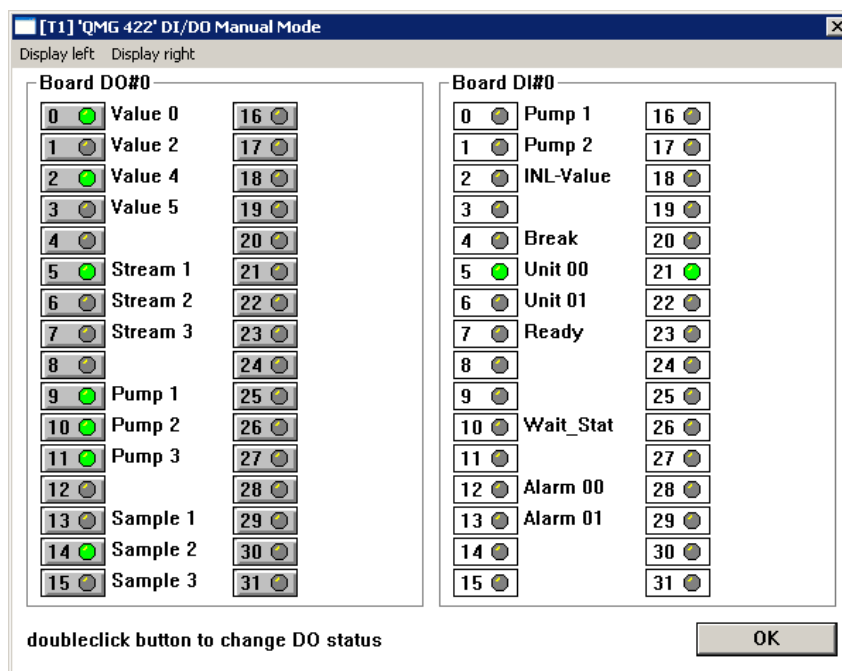 [T1] 'QMG 422' DI/DO Manual Mode
Display left Display right
Board DO#0
0 Value 0 16
1 Value 2 17
2 Value 4 18
3 Value 5 19
4 20
5 Stream 1 21
6 Stream 2 22
7 Stream 3 23
8 24
9 Pump 1 25
10 Pump 2 26
11 Pump 3 27
12 28
13 Sample 1 29
14 Sample 2 30
15 Sample 3 31
Board DI#0
0 Pump 1 16
1 Pump 2 17
2 INL-Value 18
3 19
4 Break 20
5 Unit 00 21
6 Unit 01 22
7 Ready 23
8 24
9 25
10 Wait_Stat 26
11 27
12 Alarm 00 28
13 Alarm 01 29
14 30
15 31
doubleclick button to change DO status
OK